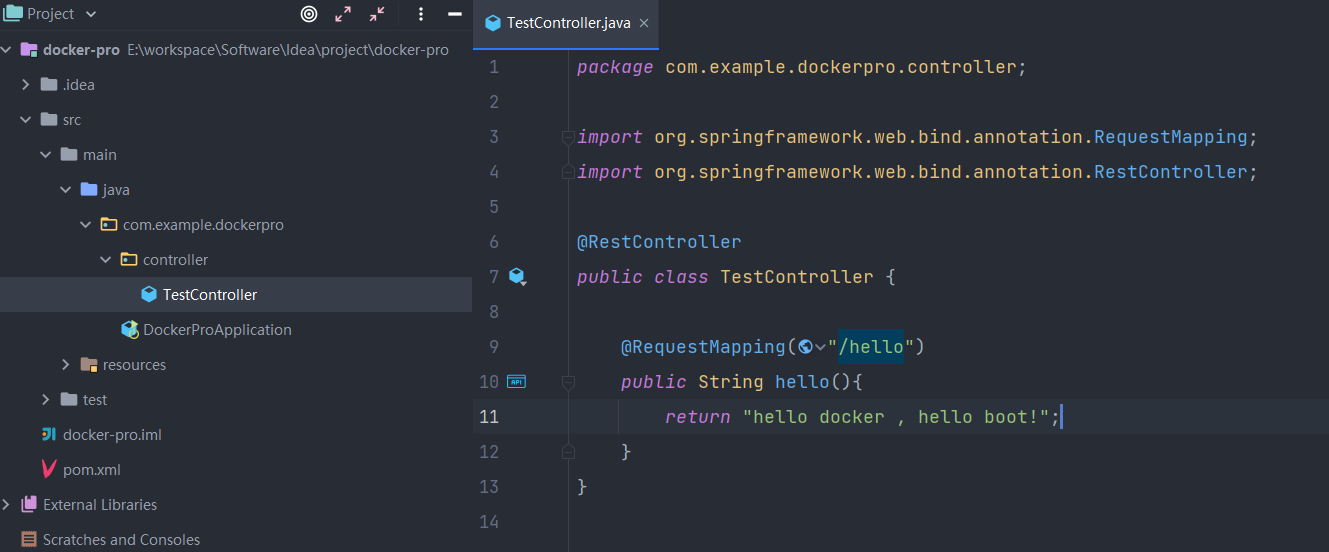 Project
docker-pro E:\workspace\Software\Idea\project\docker-pro
.idea
src
main
java
com.example.dockerpro
controller
TestController
DockerProApplication
resources
test
docker-pro.iml
pom.xml
External Libraries
Scratches and Consoles
TestController.java
1 package com.example.dockerpro.controller;
2
3 import org.springframework.web.bind.annotation.RequestMapping;
4 import org.springframework.web.bind.annotation.RestController;
5
6 @RestController
7 public class TestController {
8
9 @RequestMapping("/hello")
10 API public String hello(){
11 return "hello docker , hello boot!";
12 }
13 }
14